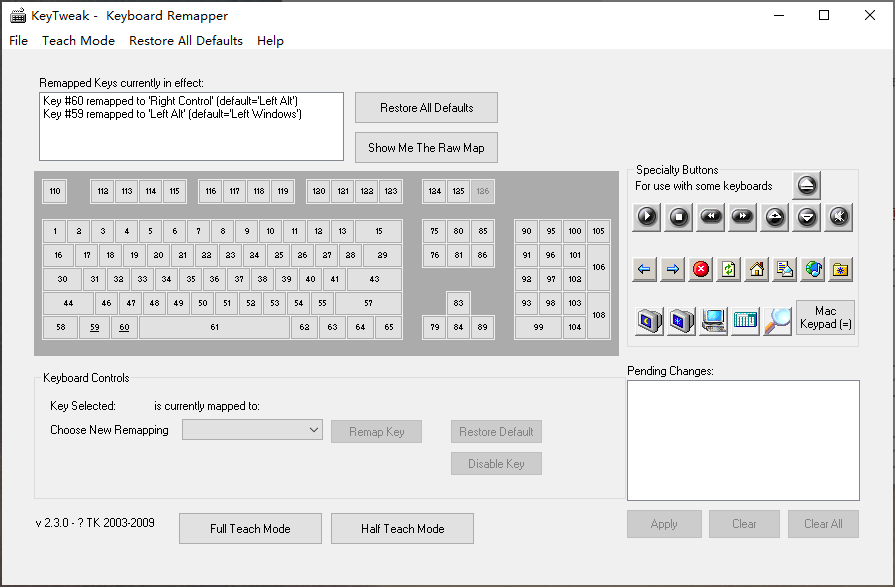 KeyTweak -  Keyboard Remapper
File Teach Mode Restore All Defaults Help
Remapped Keys currently in effect:
Key #60 remapped to 'Right Control' (default='Left Alt')
Key #59 remapped to 'Left Alt' (default='Left Windows')
Restore All Defaults
Show Me The Raw Map
110 112 113 114 115 116 117 118 119 120 121 122 123 124 125 126
1 2 3 4 5 6 7 8 9 10 11 12 13 15 75 80 85 90 95 100 105
16 17 18 19 20 21 22 23 24 25 26 27 28 29 76 81 86 91 96 101
106
30 31 32 33 34 35 36 37 38 39 40 41 43 92 97 102
44 46 47 48 49 50 51 52 53 54 55 57 83 93 98 103
108
58 59 60 61 62 63 64 65 79 84 89 99 104
Specialty Buttons
For use with some keyboards
Mac
Keypad (=)
Keyboard Controls
Key Selected: is currently mapped to:
Choose New Remapping
Remap Key
Restore Default
Disable Key
Pending Changes:
v 2.3.0 - ? TK 2003-2009
Full Teach Mode
Half Teach Mode
Apply
Clear
Clear All